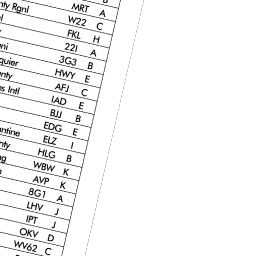 B
nty Rgnl MRT A
W22 C
FKL H
22I A
ni 3G3 B
quier HWY E
nty AFJ C
s Intl IAD E
BJJ B
EDG E
ELZ I
antine HLG B
nty WBW K
AVP K
8G1 A
LHV J
IPT J
OKV D
WV62 C